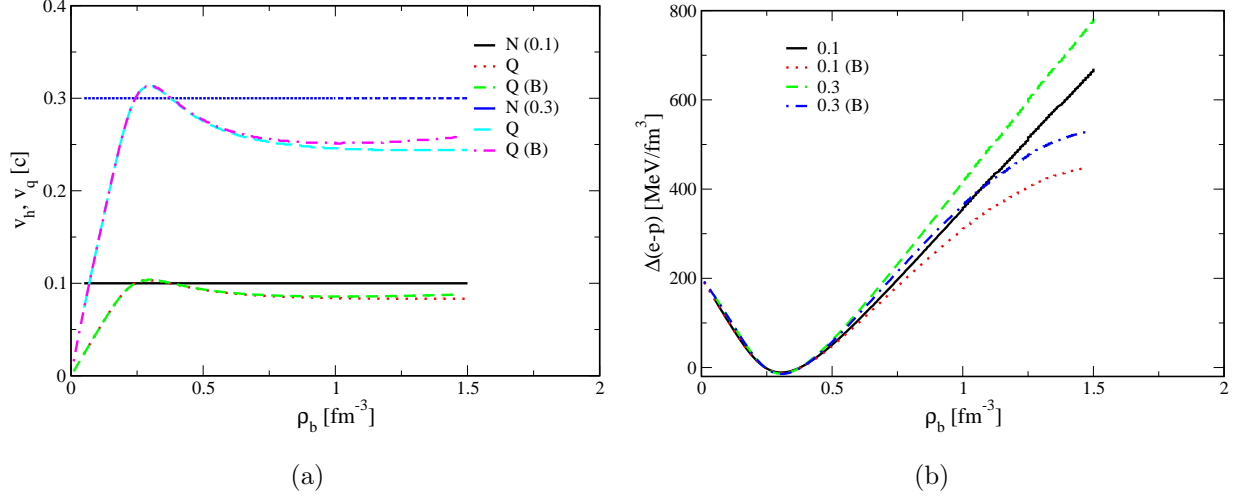 0.4
0.3
0.2
0.1
0
v_h, v_q [c]
N (0.1)
Q
Q (B)
N (0.3)
Q
Q (B)
0 0.5 1 1.5 2
ρ_b [fm^-3]
(a)
800
600
400
200
0
Δ(e-p) [MeV/fm^3]
0.1
0.1 (B)
0.3
0.3 (B)
0 0.5 1 1.5 2
ρ_b [fm^-3]
(b)